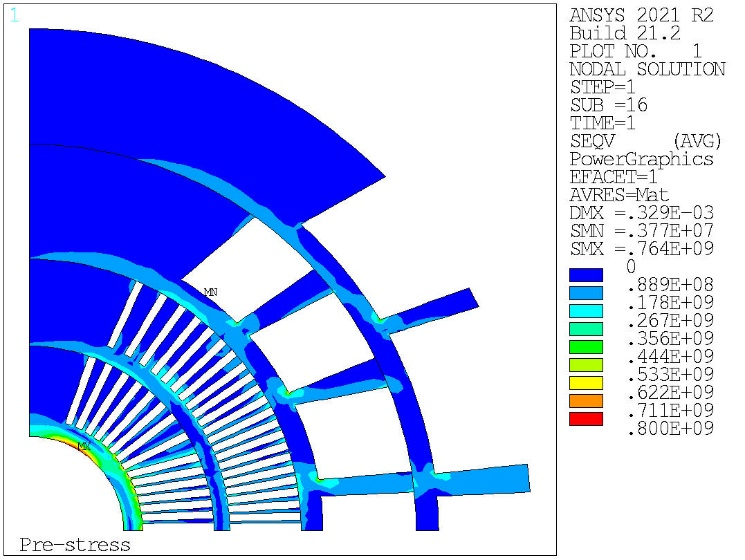 1
ANSYS 2021 R2
Build 21.2
PLOT NO.   1
NODAL SOLUTION
STEP=1
SUB =16
TIME=1
SEQV     (AVG)
PowerGraphics
EFACET=1
AVRES=Mat
DMX =.329E-03
SMN =.377E+07
SMX =.764E+09
0
.889E+08
.178E+09
.267E+09
.356E+09
.444E+09
.533E+09
.622E+09
.711E+09
.800E+09
MN
MX
Pre-stress